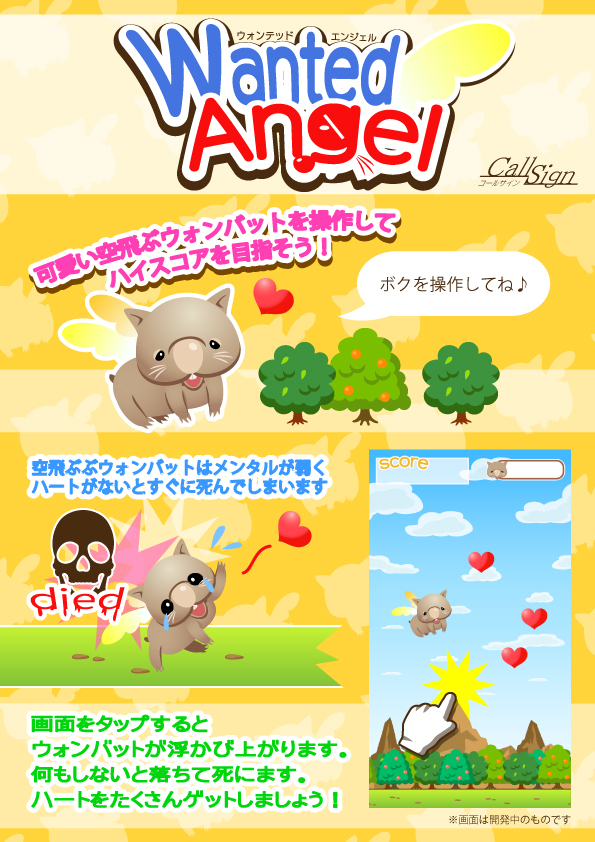 ウォンテッド エンジェル
Wanted
Angel
CallSign
コールサイン
可愛い空飛ぶウォンバットを操作して
ハイスコアを目指そう！
ボクを操作してね♪
空飛ぶぶウォンバットはメンタルが弱く
ハートがないとすぐに死んでしまいます
died
score
画面をタップすると
ウォンバットが浮かび上がります。
何もしないと落ちて死にます。
ハートをたくさんゲットしましょう！
※画面は開発中のものです